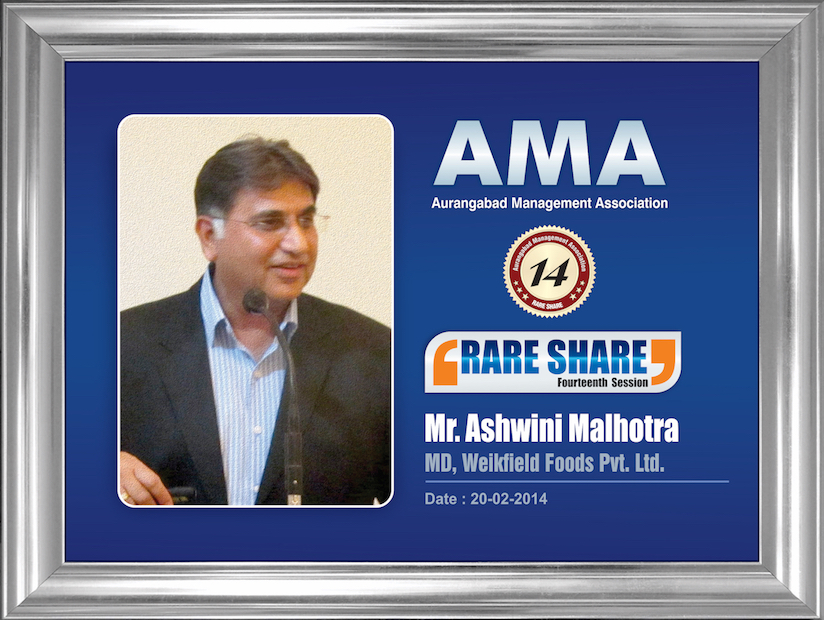 AMA
Aurangabad Management Association
Aurangabad Management Association
14
RARE SHARE
RARE SHARE
Fourteenth Session
Mr. Ashwini Malhotra
MD, Weikfield Foods Pvt. Ltd.
Date : 20-02-2014